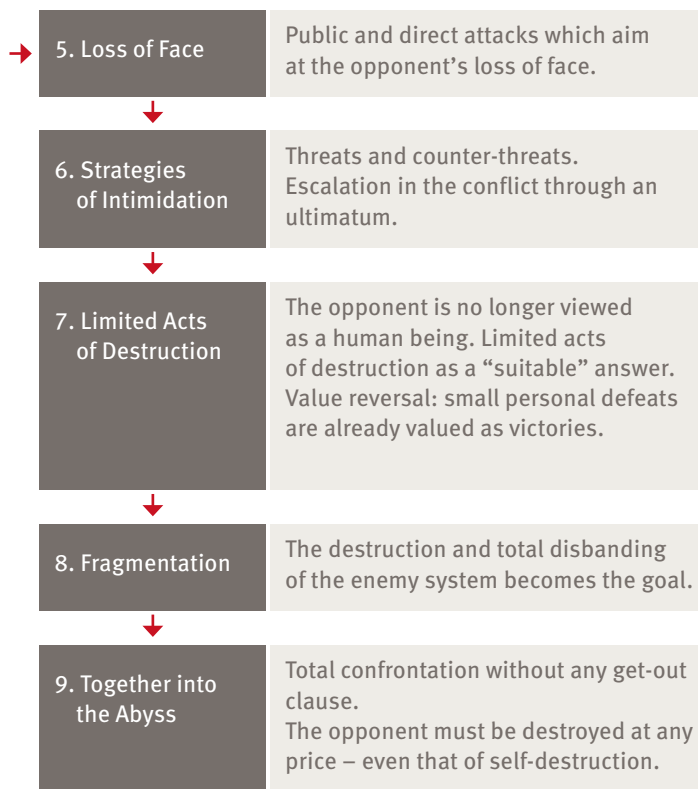 5. Loss of Face
Public and direct attacks which aim
at the opponent’s loss of face.
6. Strategies
of Intimidation
Threats and counter-threats.
Escalation in the conflict through an
ultimatum.
7. Limited Acts
of Destruction
The opponent is no longer viewed
as a human being. Limited acts
of destruction as a “suitable” answer.
Value reversal: small personal defeats
are already valued as victories.
8. Fragmentation
The destruction and total disbanding
of the enemy system becomes the goal.
9. Together into
the Abyss
Total confrontation without any get-out
clause.
The opponent must be destroyed at any
price – even that of self-destruction.